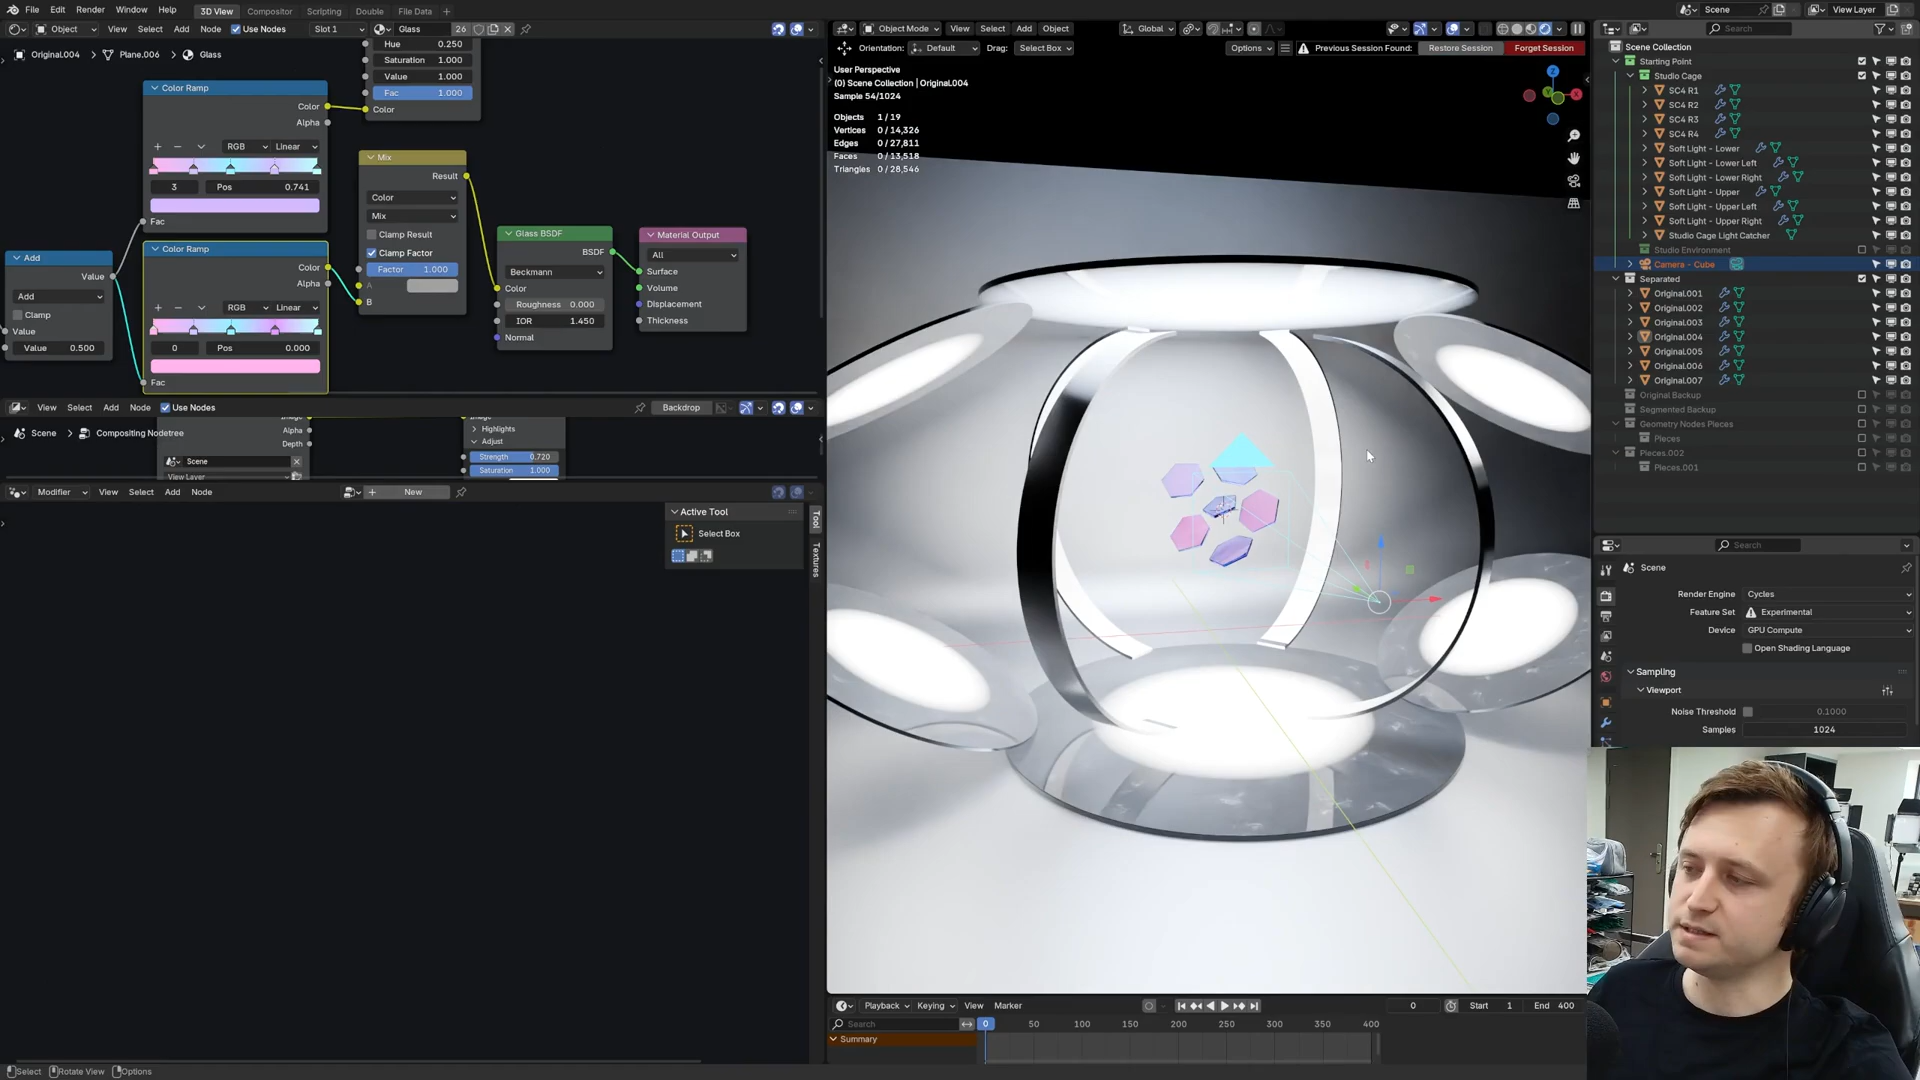 File Edit Render Window Help 3D View Compositor Scripting Double File Data + Scene View Layer
Object View Select Add Node Use Nodes Slot 1 Glass 26
Object Mode View Select Add Object Global
Original.004 > Plane.006 > Glass
Orientation: Default Drag: Select Box Options Previous Session Found: Restore Session Forget Session
Hue 0.250
Saturation 1.000
Value 1.000
Fac 1.000
Color
Color Ramp
Color
Alpha
RGB Linear
3 Pos 0.741
Fac
Color Ramp
Color
Alpha
RGB Linear
0 Pos 0.000
Fac
Add
Value
Add
Clamp
Value
Value 0.500
Mix
Result
Color
Mix
Clamp Result
Clamp Factor
Factor 1.000
A
B
Glass BSDF
BSDF
Beckmann
Color
Roughness 0.000
IOR 1.450
Normal
Material Output
All
Surface
Volume
Displacement
Thickness
View Select Add Node Use Nodes Backdrop
Scene > Compositing Nodetree
Image
Alpha
Depth
Scene
View Layer
Highlights
Adjust
Strength 0.720
Saturation 1.000
Modifier View Select Add Node New
Active Tool
Select Box
Tool
Textures
User Perspective
(0) Scene Collection | Original.004
Sample 54/1024
Objects 1 / 19
Vertices 0 / 14,326
Edges 0 / 27,811
Faces 0 / 13,518
Triangles 0 / 28,546
Z
X
Y
Playback Keying View Marker 0 Start 1 End 400
Search 0 50 100 150 200 250 300 350 400
Summary
Search
Scene Collection
Starting Point
Studio Cage
SC4 R1
SC4 R2
SC4 R3
SC4 R4
Soft Light - Lower
Soft Light - Lower Left
Soft Light - Lower Right
Soft Light - Upper
Soft Light - Upper Left
Soft Light - Upper Right
Studio Cage Light Catcher
Studio Environment
Camera - Cube
Separated
Original.001
Original.002
Original.003
Original.004
Original.005
Original.006
Original.007
Original Backup
Segmented Backup
Geometry Nodes Pieces
Pieces
Pieces.002
Pieces.001
Search
Scene
Render Engine Cycles
Feature Set Experimental
Device GPU Compute
Open Shading Language
Sampling
Viewport
Noise Threshold 0.1000
Samples 1024
Select Rotate View Options